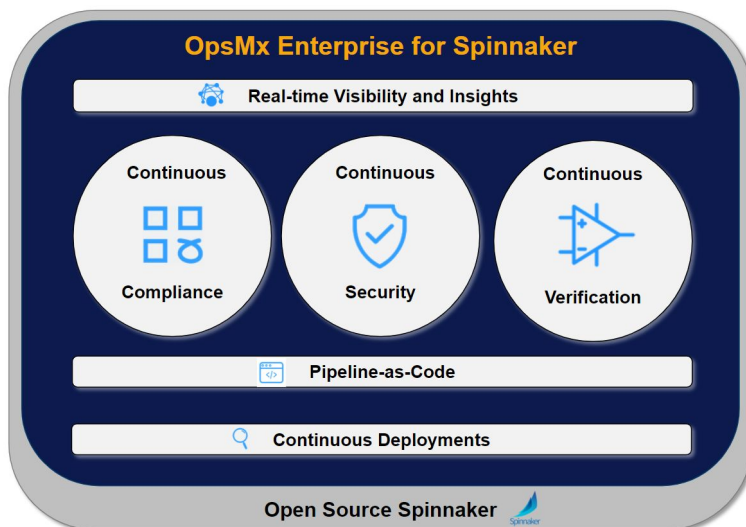 OpsMx Enterprise for Spinnaker
Real-time Visibility and Insights
Continuous
Compliance
Continuous
Security
Continuous
Verification
</> Pipeline-as-Code
Continuous Deployments
Open Source Spinnaker
Spinnaker